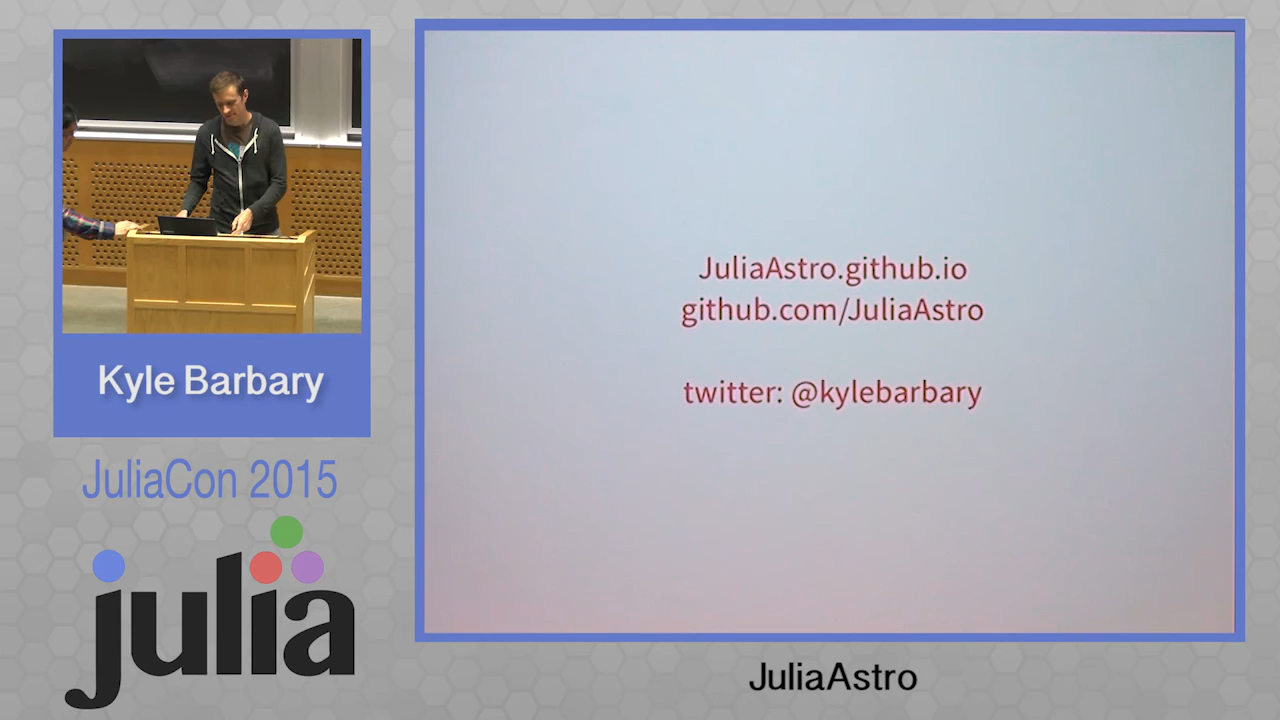 Kyle Barbary
JuliaCon 2015
julia
JuliaAstro.github.io
github.com/JuliaAstro
twitter: @kylebarbary
JuliaAstro